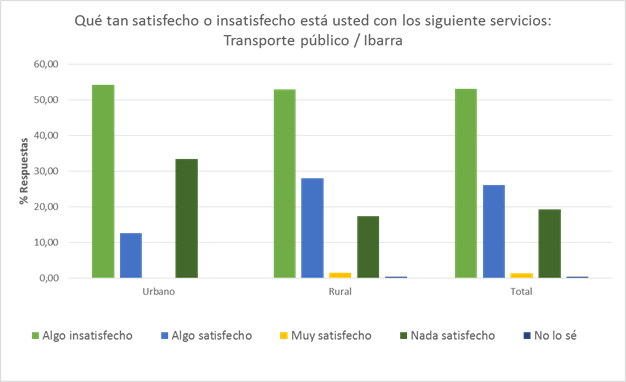 Qué tan satisfecho o insatisfecho está usted con los siguiente servicios:
Transporte público / Ibarra
% Respuestas
60,00
50,00
40,00
30,00
20,00
10,00
0,00
Urbano Rural Total
Algo insatisfecho Algo satisfecho Muy satisfecho Nada satisfecho No lo sé